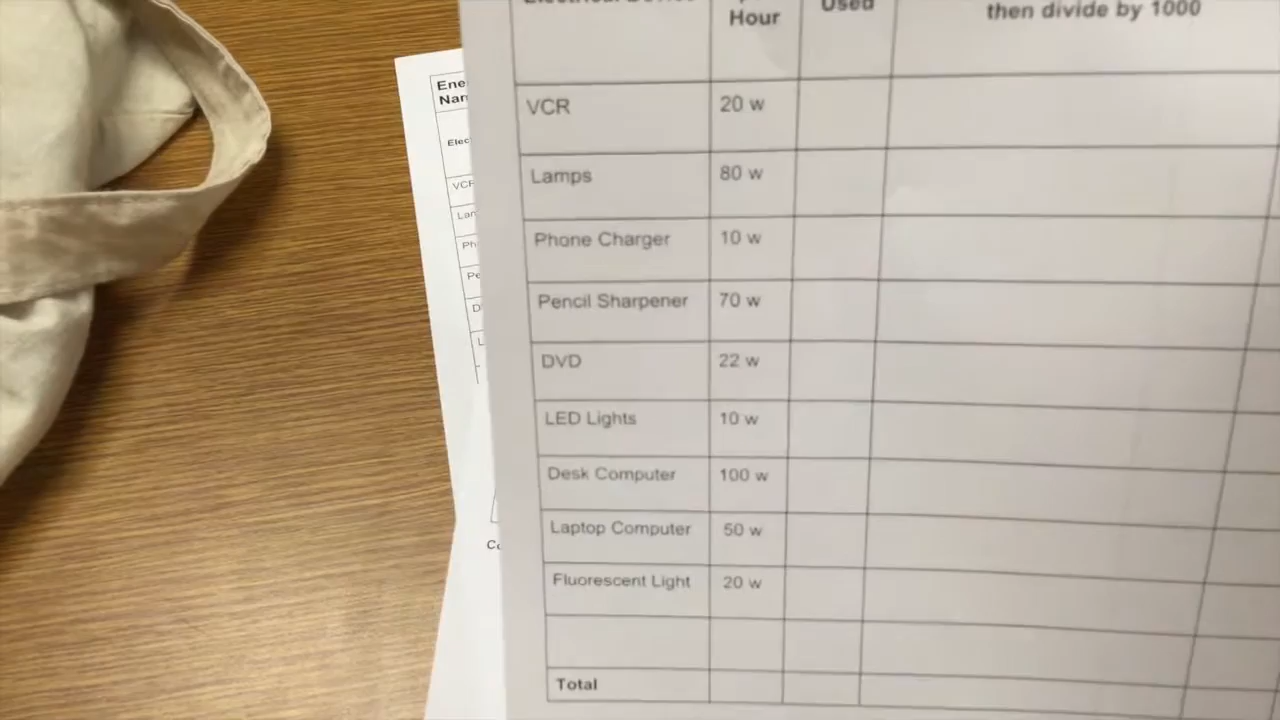 Hour
Used
then divide by 1000
VCR 20 w
Lamps 80 w
Phone Charger 10 w
Pencil Sharpener 70 w
DVD 22 w
LED Lights 10 w
Desk Computer 100 w
Laptop Computer 50 w
Fluorescent Light 20 w
Total